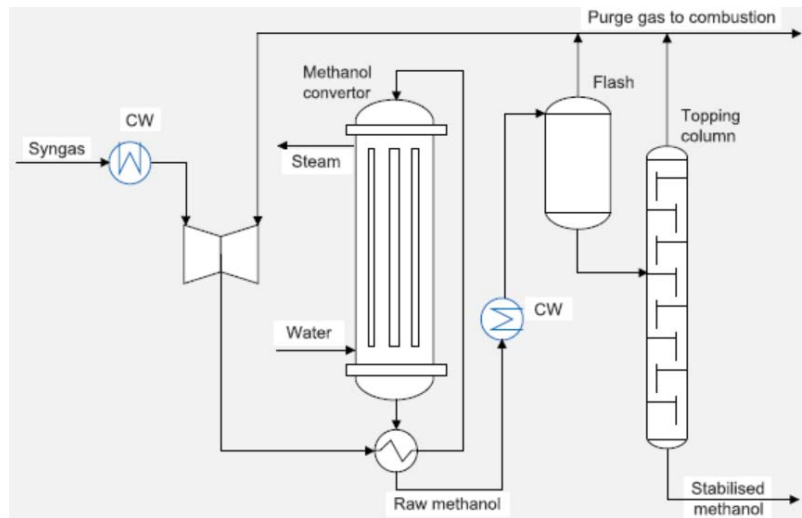 Purge gas to combustion
Methanol
convertor
Flash
CW
Topping
column
Syngas
Steam
Water
CW
Raw methanol
Stabilised
methanol